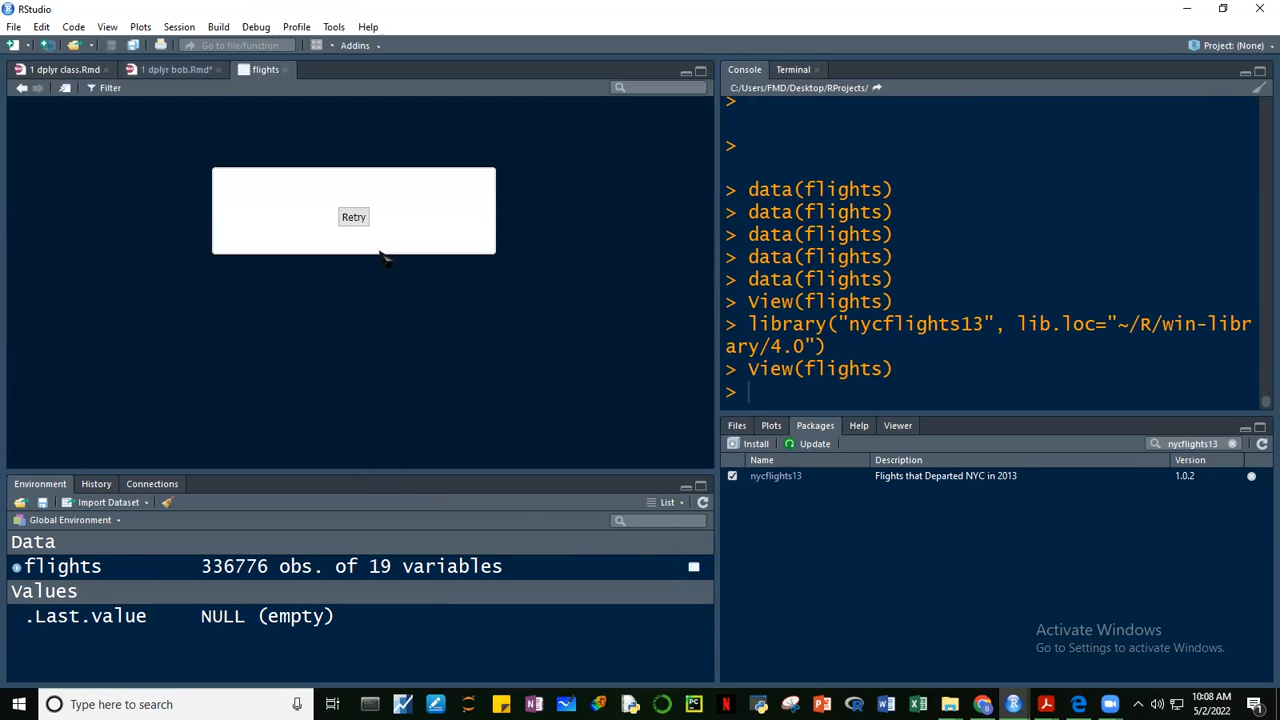 RStudio
File Edit Code View Plots Session Build Debug Profile Tools Help
Go to file/function Addins Project: (None)
1 dplyr class.Rmd 1 dplyr bob.Rmd* flights
Filter
Retry
Console Terminal
C:/Users/FMD/Desktop/RProjects/
>
>
> data(flights)
> data(flights)
> data(flights)
> data(flights)
> data(flights)
> View(flights)
> library("nycflights13", lib.loc="~/R/win-libr
ary/4.0")
> View(flights)
>
Environment History Connections
Import Dataset List
Global Environment
Data
flights 336776 obs. of 19 variables
Values
.Last.value NULL (empty)
Files Plots Packages Help Viewer
Install Update nycflights13
Name Description Version
nycflights13 Flights that Departed NYC in 2013 1.0.2
Activate Windows
Go to Settings to activate Windows.
Type here to search
10:08 AM
5/2/2022